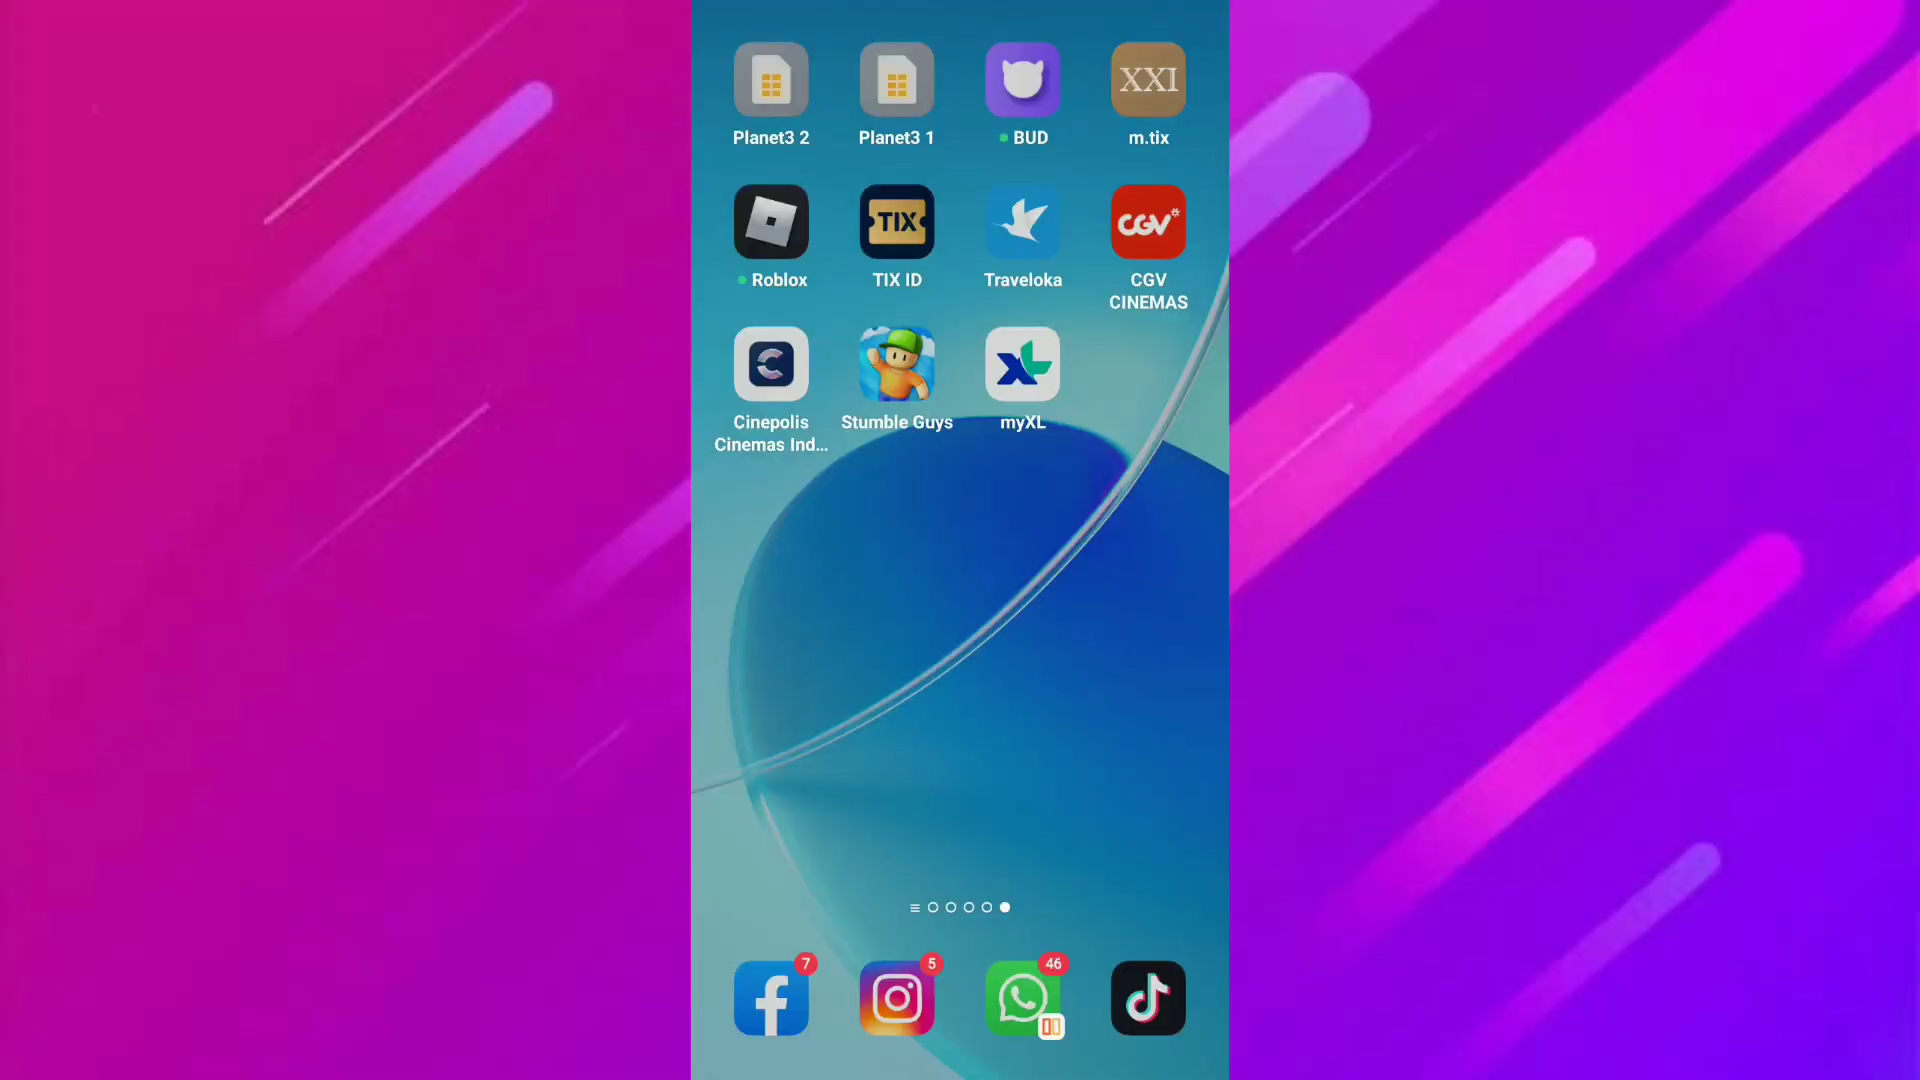 XXI
Planet3 2
Planet3 1
BUD
m.tix
TIX
CGV
Roblox
TIX ID
Traveloka
CGV
CINEMAS
C
XL
Cinepolis
Cinemas Ind...
Stumble Guys
myXL
7
5
46